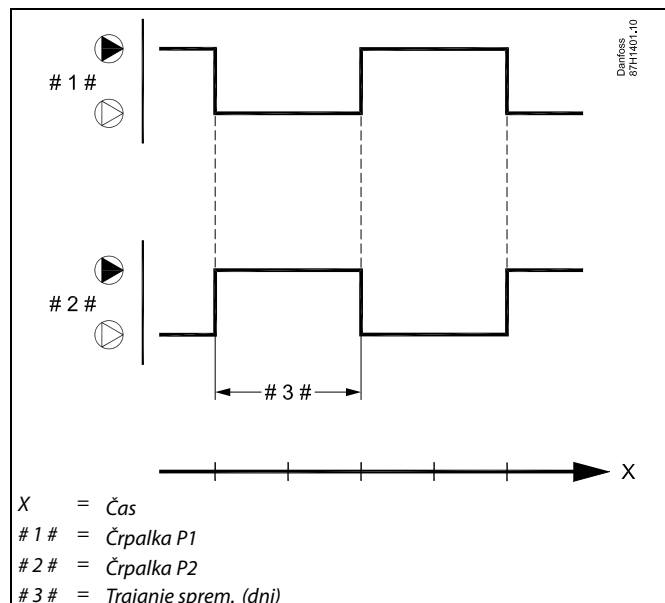 Danfoss
87H1401.10
# 1 #
# 2 #
# 3 #
X
X = Čas
# 1 # = Črpalka P1
# 2 # = Črpalka P2
# 3 # = Trajanje sprem. (dni)